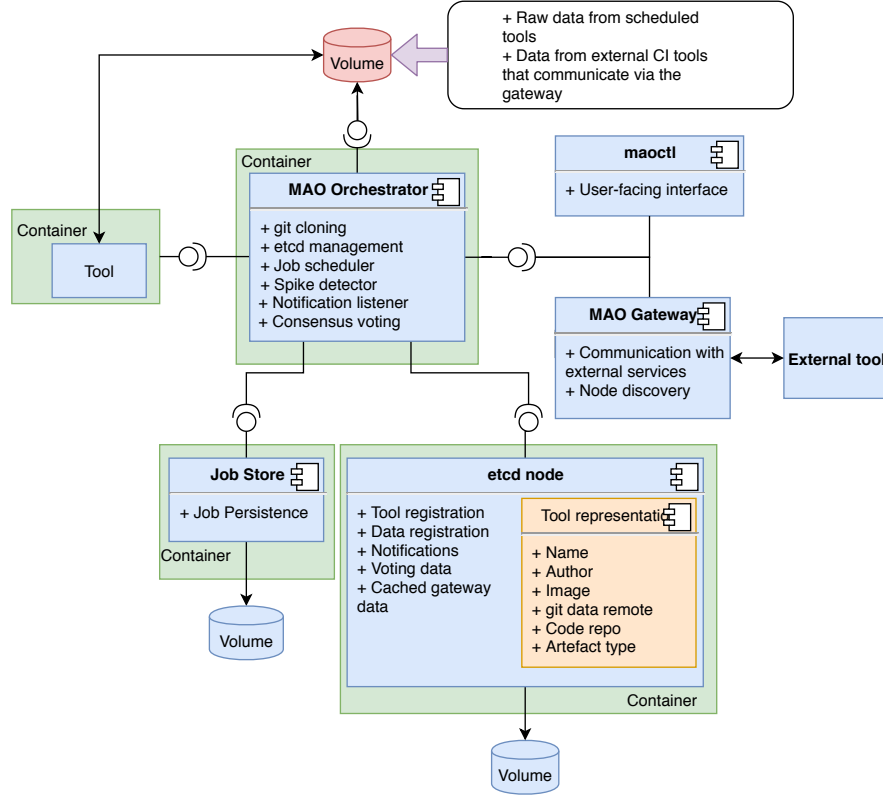 + Raw data from scheduled
tools
+ Data from external CI tools
that communicate via the
gateway
Volume
Container
MAO Orchestrator
+ git cloning
+ etcd management
+ Job scheduler
+ Spike detector
+ Notification listener
+ Consensus voting
maoctl
+ User-facing interface
Container
Tool
MAO Gateway
+ Communication with
external services
+ Node discovery
External tool
Job Store
+ Job Persistence
Container
Volume
etcd node
+ Tool registration
+ Data registration
+ Notifications
+ Voting data
+ Cached gateway
data
Tool representatio
+ Name
+ Author
+ Image
+ git data remote
+ Code repo
+ Artefact type
Container
Volume